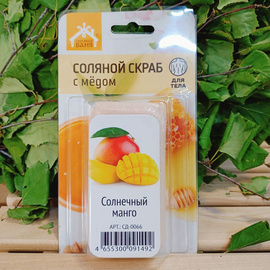 СОЛЯНОЙ СКРАБ
С МЁДОМ
ДЛЯ
ТЕЛА
Солнечный
манго
АРТ.: СД-0066
4 655300 091492